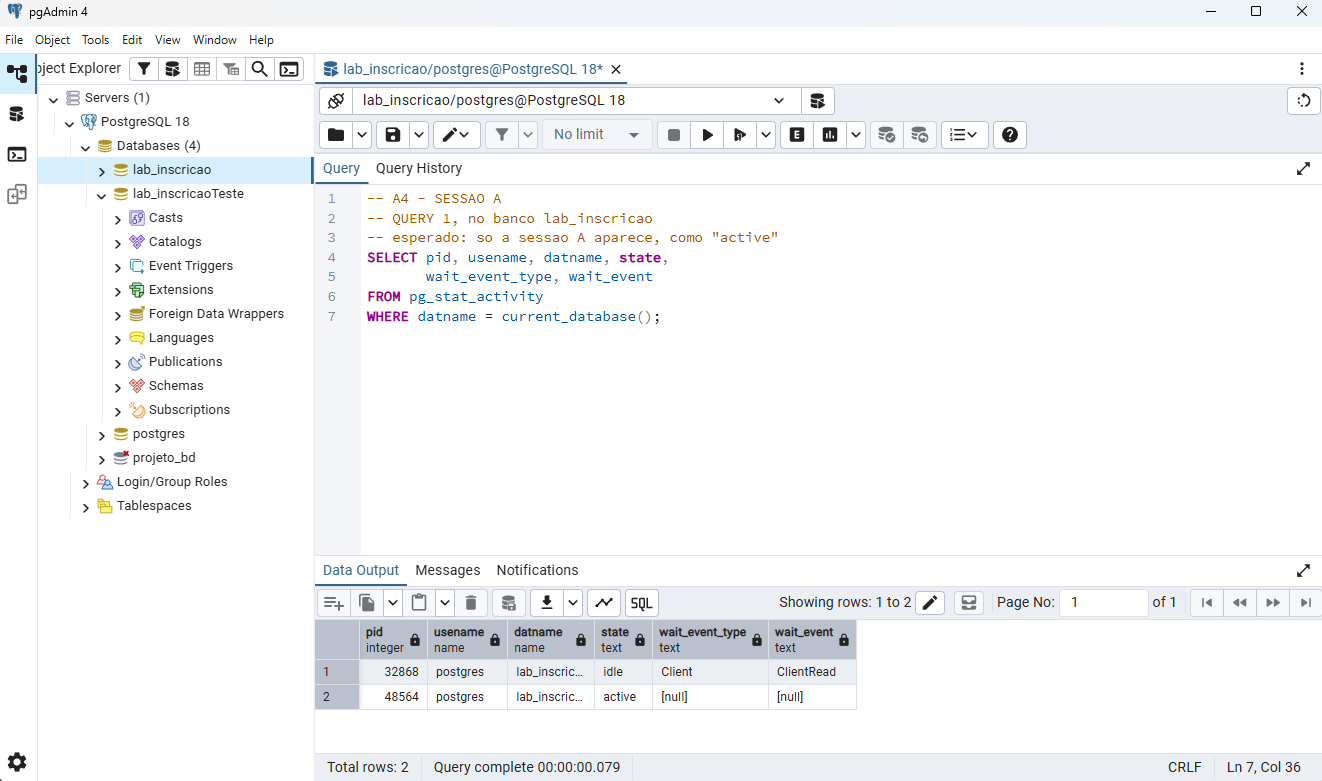 pgAdmin 4
File Object Tools Edit View Window Help
bject Explorer
lab_inscricao/postgres@PostgreSQL 18*
Servers (1)
PostgreSQL 18
Databases (4)
lab_inscricao
lab_inscricaoTeste
Casts
Catalogs
Event Triggers
Extensions
Foreign Data Wrappers
Languages
Publications
Schemas
Subscriptions
postgres
projeto_bd
Login/Group Roles
Tablespaces
lab_inscricao/postgres@PostgreSQL 18
No limit
E
Query Query History
1 -- A4 - SESSAO A
2 -- QUERY 1, no banco lab_inscricao
3 -- esperado: so a sessao A aparece, como "active"
4 SELECT pid, usename, datname, state,
5 wait_event_type, wait_event
6 FROM pg_stat_activity
7 WHERE datname = current_database();
Data Output Messages Notifications
SQL Showing rows: 1 to 2 Page No: 1 of 1
pid usename datname state wait_event_type wait_event
integer name name text text text
1 32868 postgres lab_inscric... idle Client ClientRead
2 48564 postgres lab_inscric... active [null] [null]
Total rows: 2 Query complete 00:00:00.079 CRLF Ln 7, Col 36